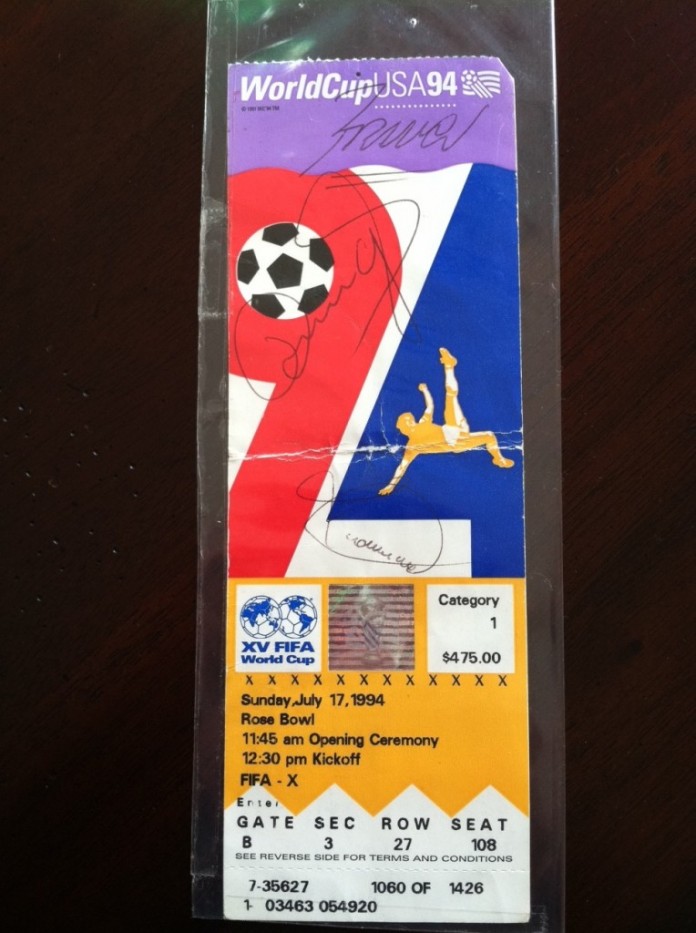 WorldCupUSA94
XV FIFA
World Cup
Category
1
$475.00
X X X X X X X X X X X X
Sunday,July 17,1994
Rose Bowl
11:45 am Opening Ceremony
12:30 pm Kickoff
FIFA - X
Enter
GATE SEC ROW SEAT
B 3 27 108
SEE REVERSE SIDE FOR TERMS AND CONDITIONS
7-35627 1060 OF 1426
1- 03463 054920